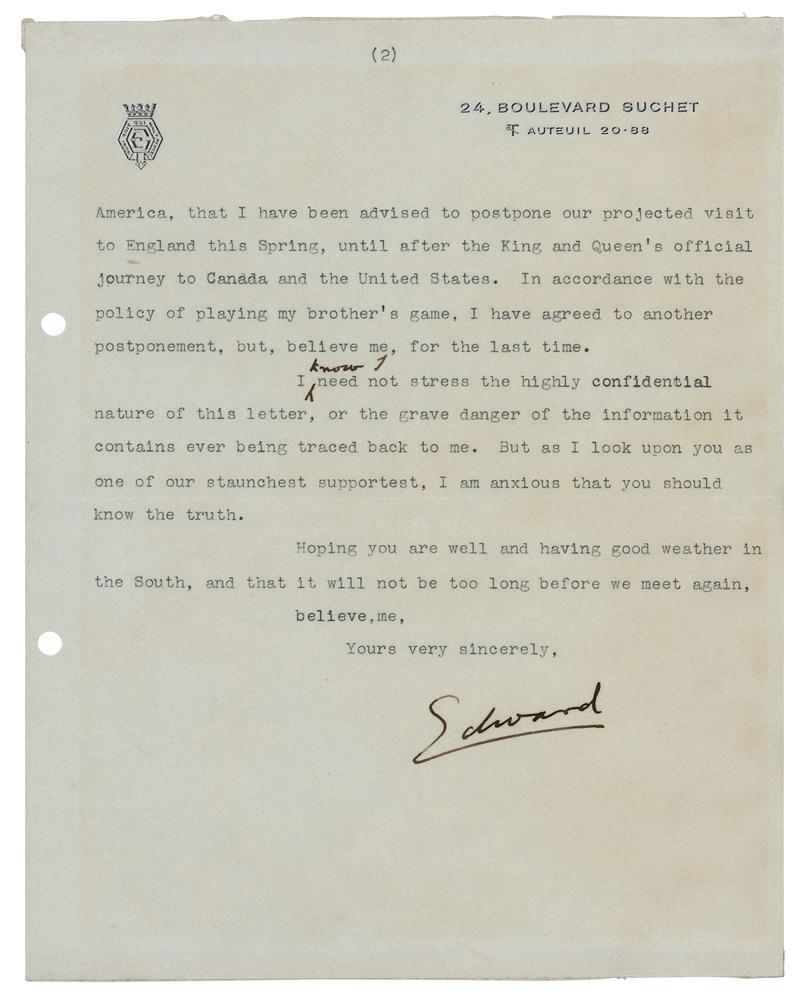 (2)
24, BOULEVARD SUCHET
T. AUTEUIL 20·88
America, that I have been advised to postpone our projected visit
to England this Spring, until after the King and Queen's official
journey to Canada and the United States. In accordance with the
policy of playing my brother's game, I have agreed to another
postponement, but, believe me, for the last time.
I know I need not stress the highly confidential
nature of this letter, or the grave danger of the information it
contains ever being traced back to me. But as I look upon you as
one of our staunchest supportest, I am anxious that you should
know the truth.
Hoping you are well and having good weather in
the South, and that it will not be too long before we meet again,
believe,me,
Yours very sincerely,
Edward